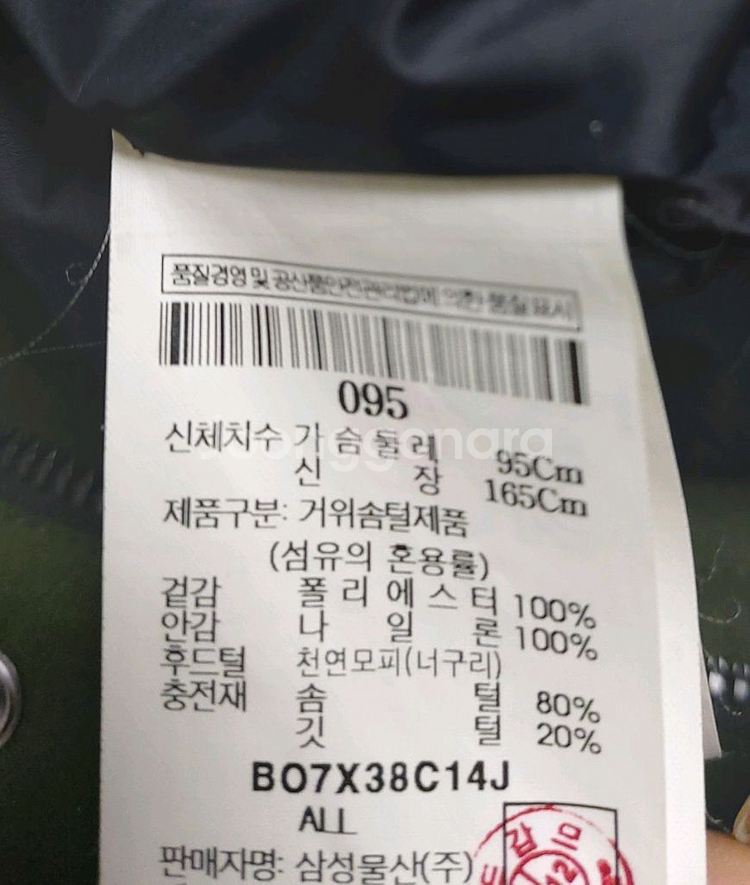 품질경영 및 공산품안전관리법에 의한 품질표시
095
신체치수 가슴둘레 95Cm
신장 165Cm
제품구분: 거위솜털제품
(섬유의 혼용률)
겉감 폴리에스터 100%
안감 나일론 100%
후드털 천연모피(너구리)
충전재 솜털 80%
깃털 20%
BO7X38C14J
ALL
판매자명: 삼성물산(주)